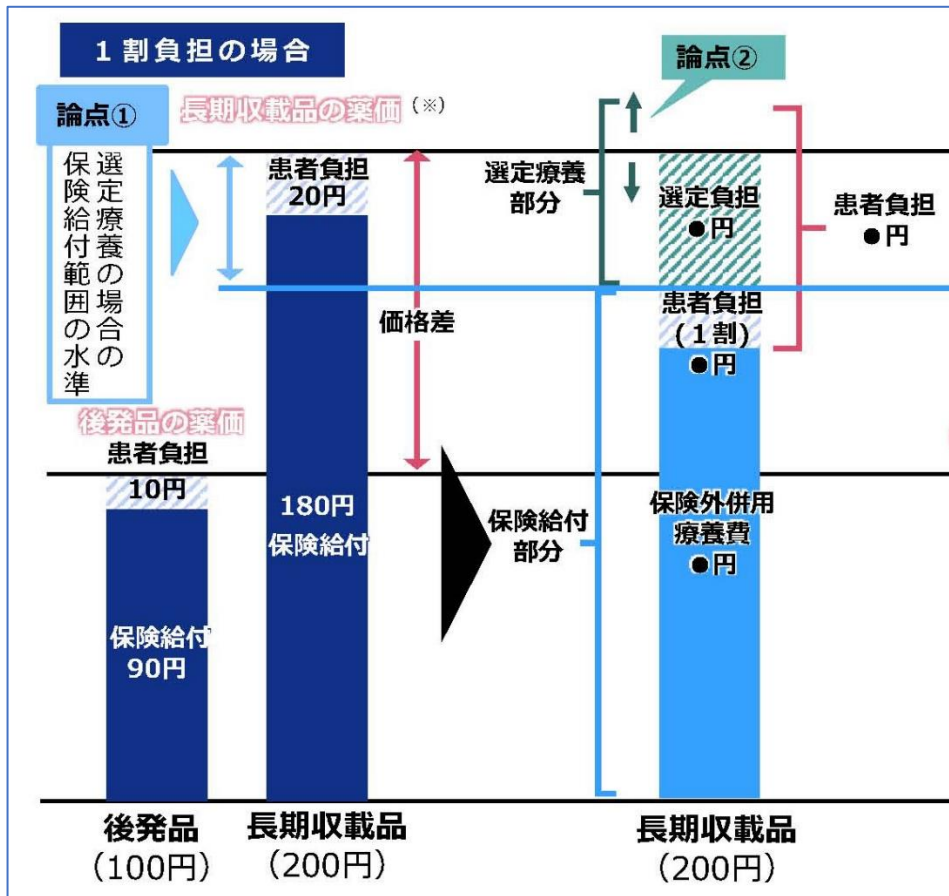 1割負担の場合
論点①
選定療養の場合の
保険給付範囲の水準
長期収載品の薬価(※)
患者負担
20円
価格差
180円
保険給付
後発品の薬価
患者負担
10円
保険給付
90円
後発品
(100円)
長期収載品
(200円)
論点②
選定療養
部分
選定負担
●円
患者負担
●円
患者負担
(1割)
●円
保険給付
部分
保険外併用
療養費
●円
長期収載品
(200円)